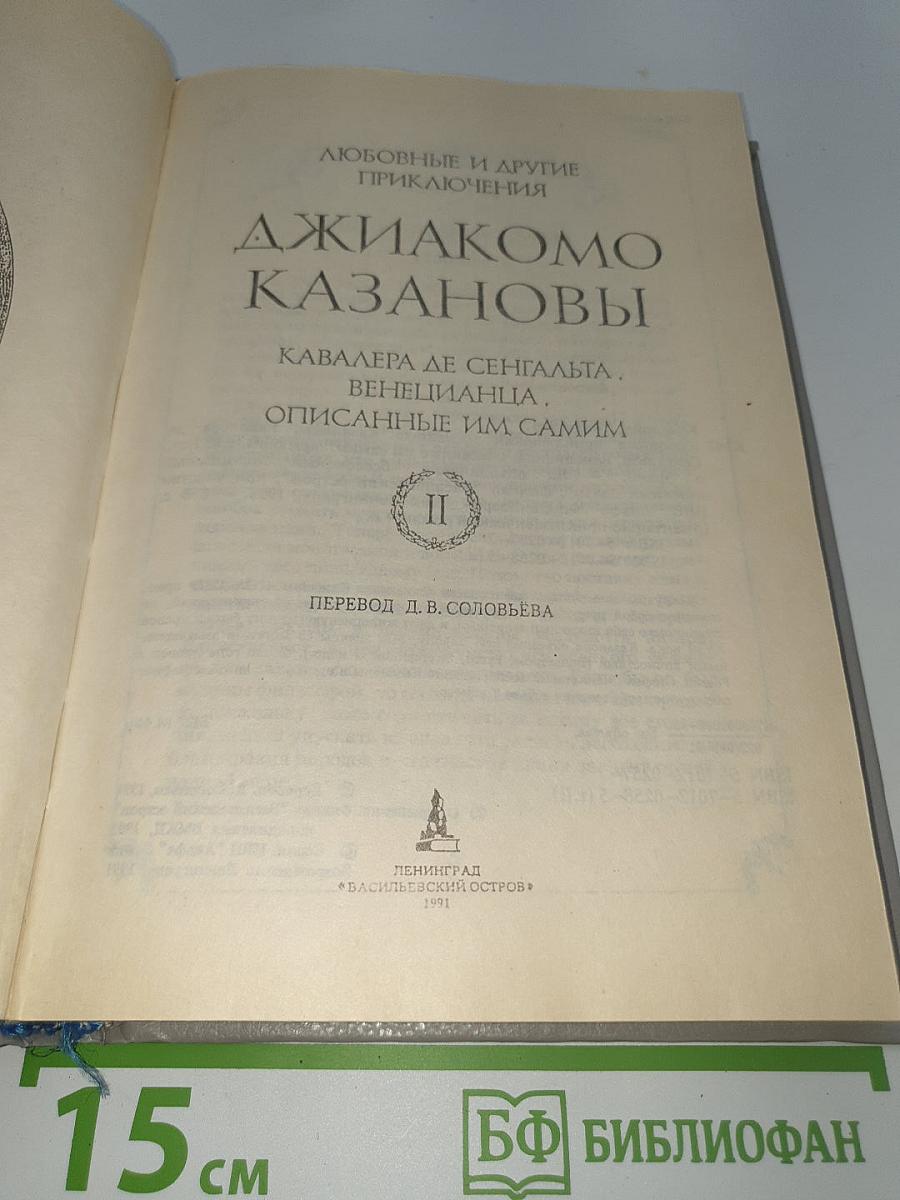 ЛЮБОВНЫЕ И ДРУГИЕ
ПРИКЛЮЧЕНИЯ
ДЖИАКОМО
КАЗАНОВЫ
КАВАЛЕРА ДЕ СЕНГАЛЬТА,
ВЕНЕЦИАНЦА,
ОПИСАННЫЕ ИМ САМИМ
II
ПЕРЕВОД Д. В. СОЛОВЬЁВА
ЛЕНИНГРАД
«ВАСИЛЬЕВСКИЙ ОСТРОВ»
1991
15 см
БФ БИБЛИОФАН